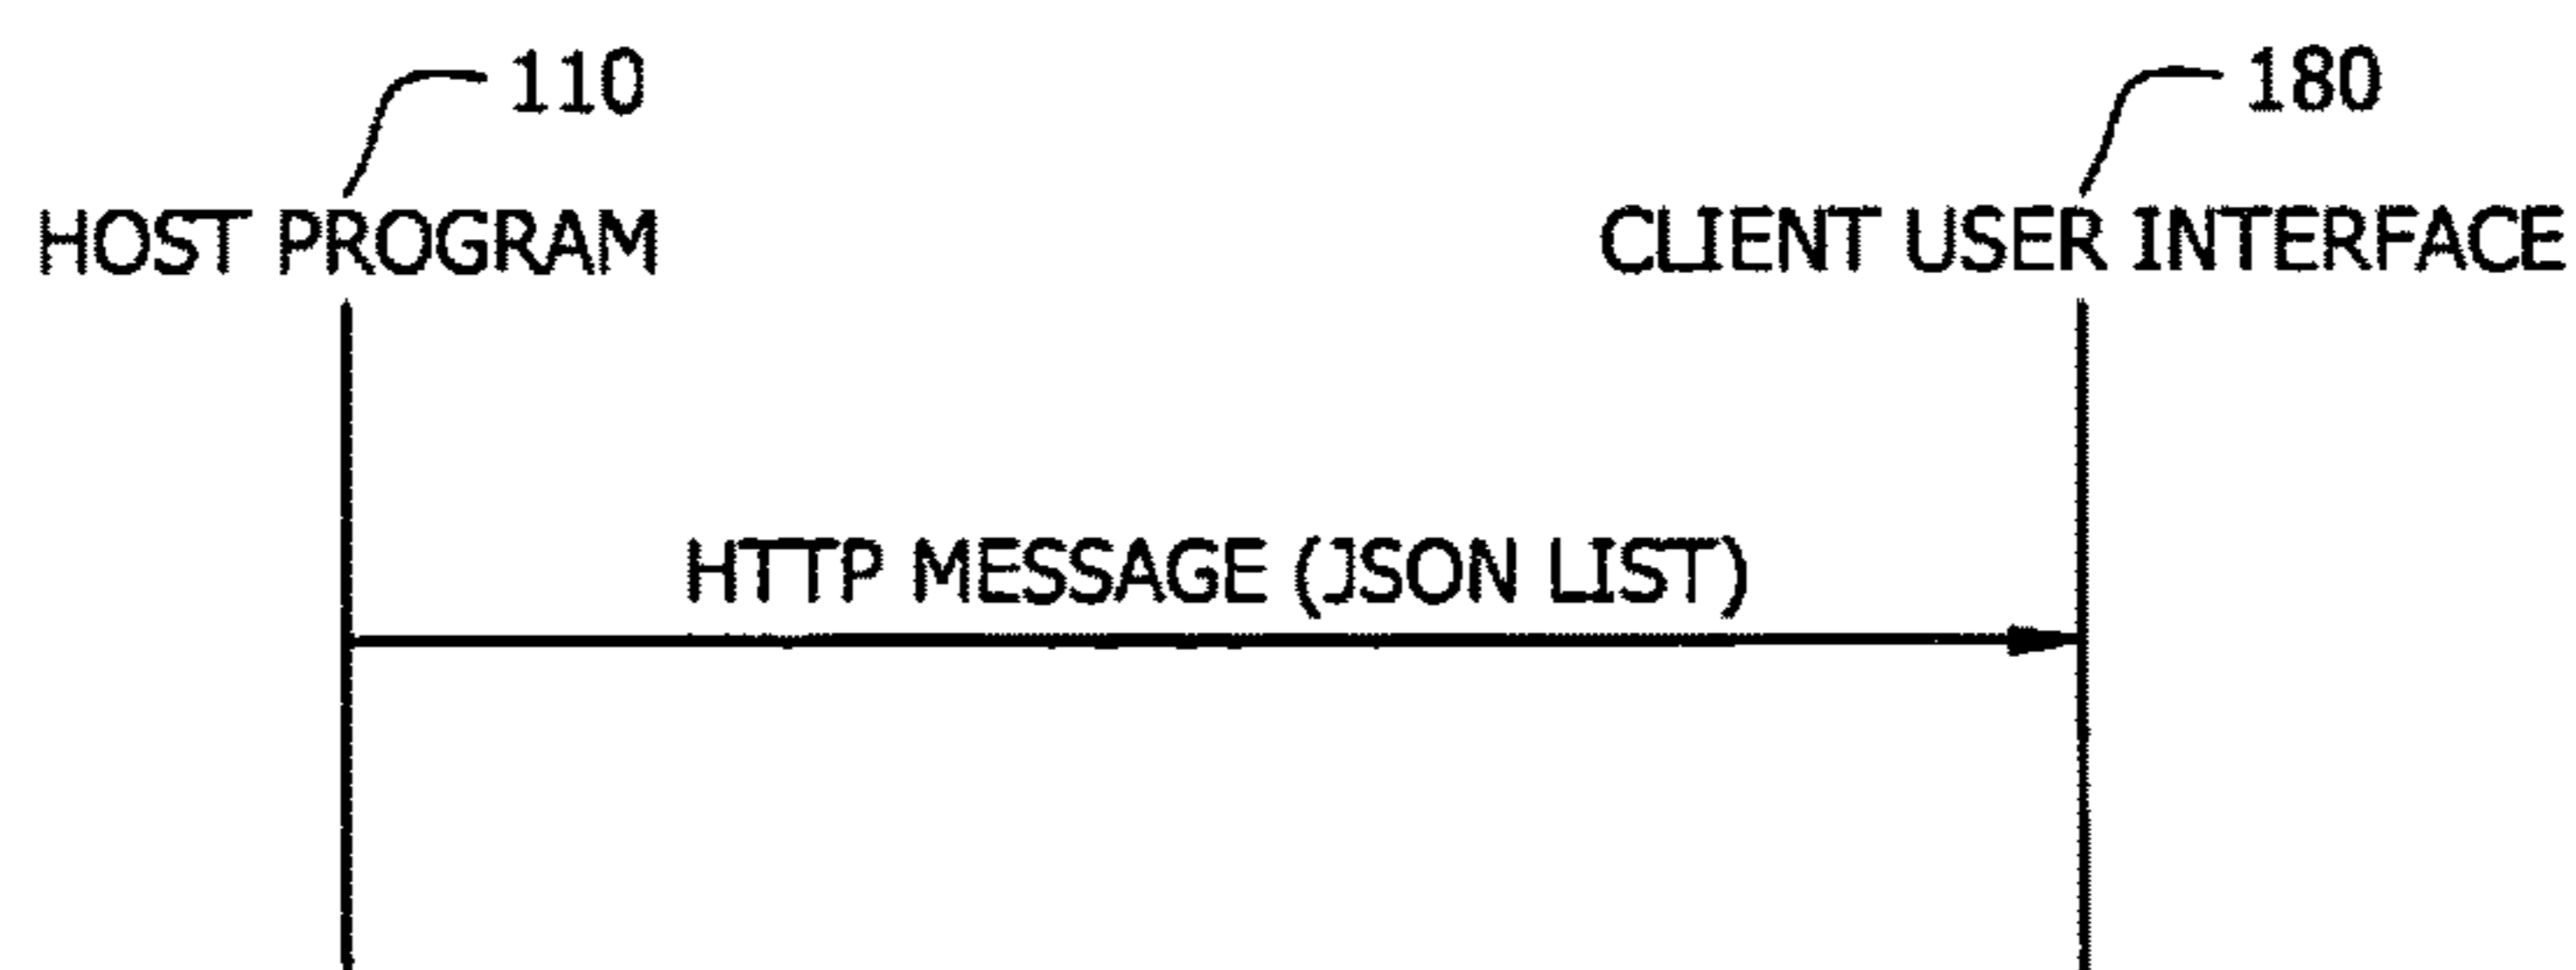 110 180
HOST PROGRAM CLIENT USER INTERFACE
HTTP MESSAGE (JSON LIST)